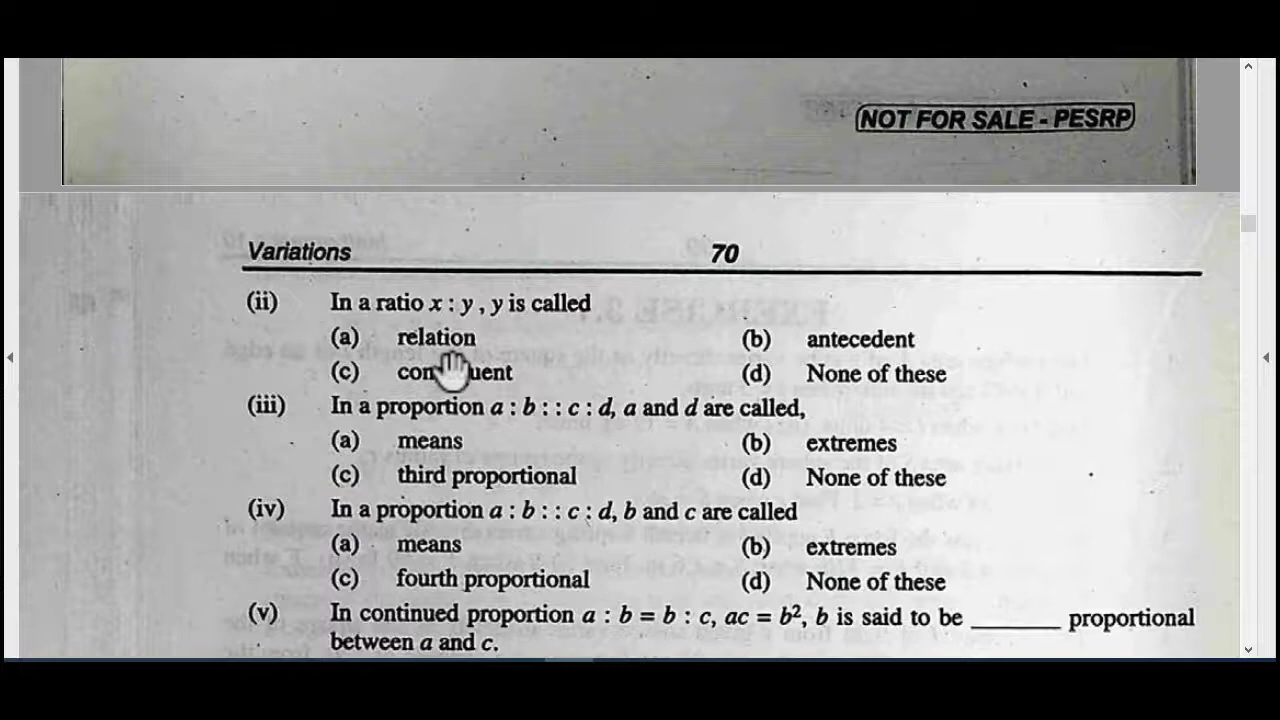 NOT FOR SALE - PESRP
Variations 70
(ii) In a ratio x : y , y is called
(a) relation (b) antecedent
(c) (d) None of these
(iii) In a proportion a : b : : c : d, a and d are called,
(a) means (b) extremes
(c) third proportional (d) None of these
(iv) In a proportion a : b : : c : d, b and c are called
(a) means (b) extremes
(c) fourth proportional (d) None of these
(v) In continued proportion a : b = b : c, ac = b², b is said to be _______ proportional
between a and c.